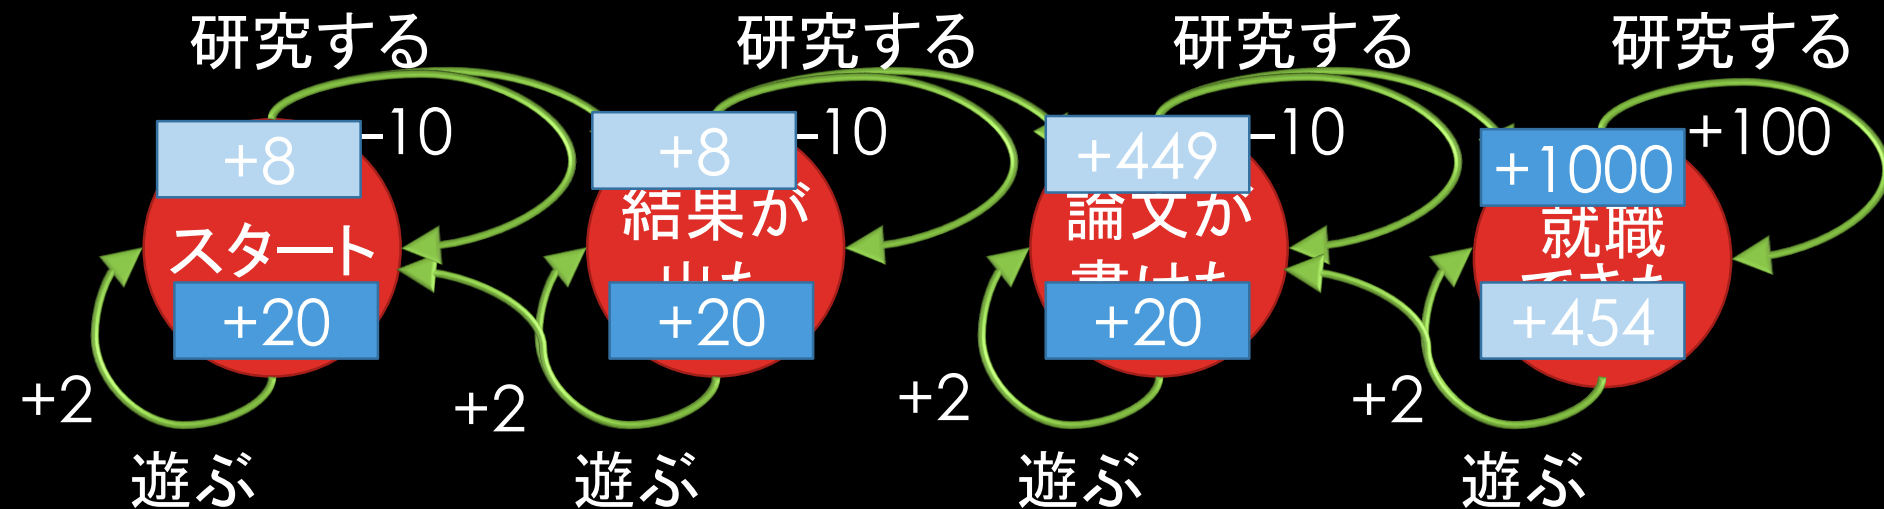 研究する
研究する
研究する
研究する
-10
-10
-10
+100
+8
+8
+449
+1000
スタート
結果が
論文が
就職
+20
+20
+20
+454
+2
+2
+2
+2
遊ぶ
遊ぶ
遊ぶ
遊ぶ